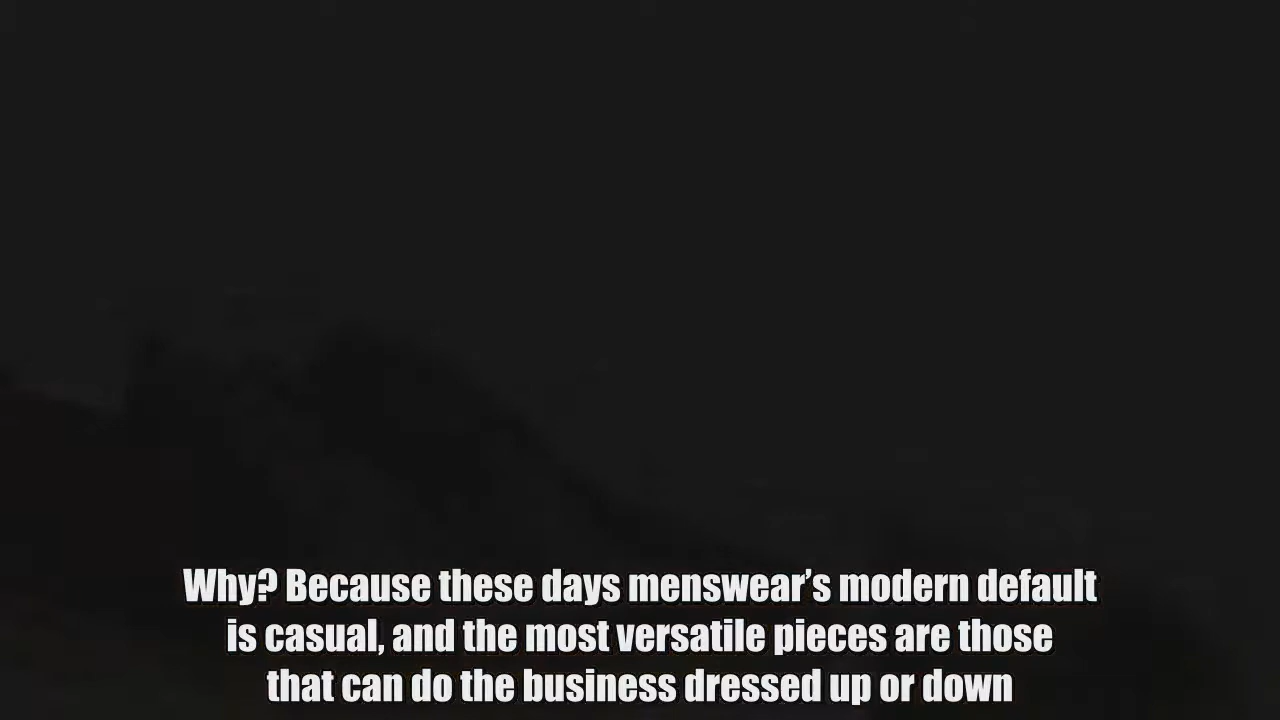 Why? Because these days menswear’s modern default
is casual, and the most versatile pieces are those
that can do the business dressed up or down